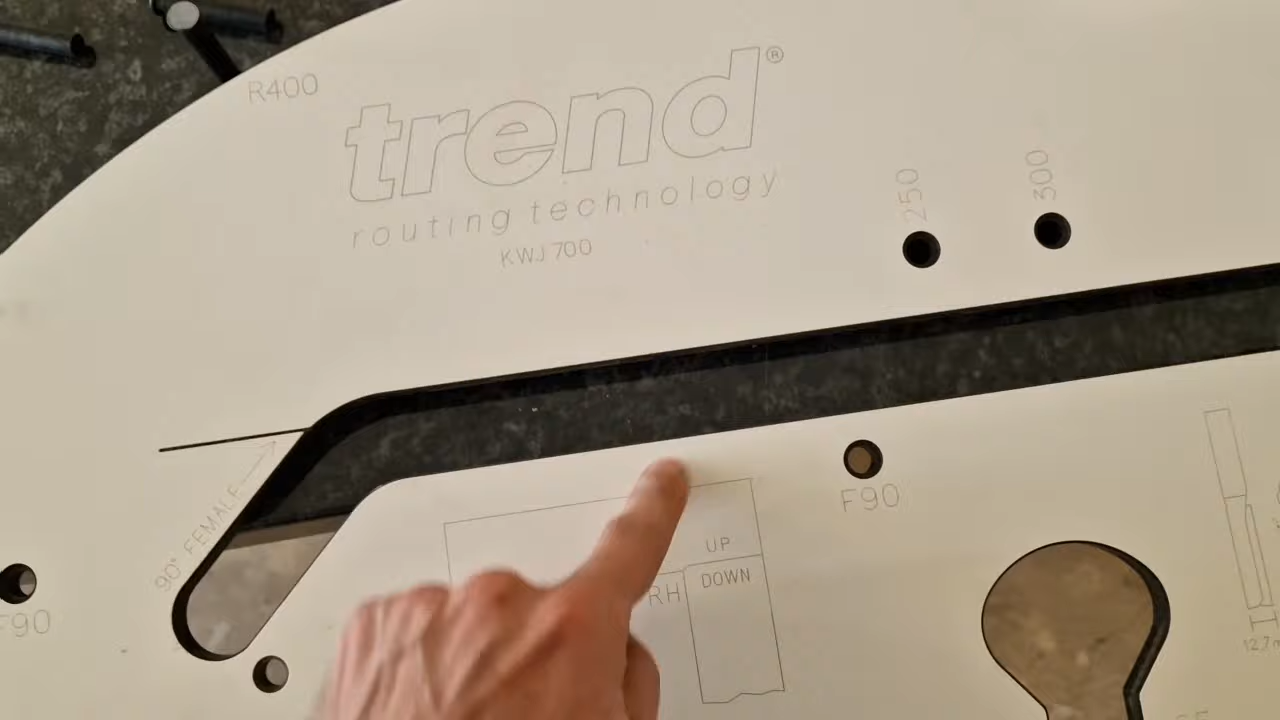 R400
trend®
routing technology
KWJ 700
250
300
90° FEMALE
F90
F90
UP
RH
DOWN